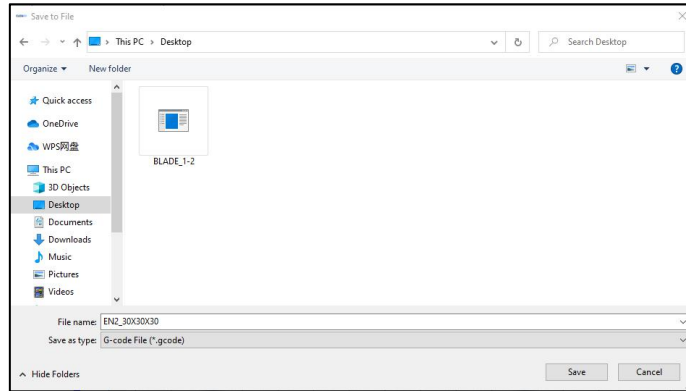 Save to File
This PC > Desktop
Search Desktop
Organize
New folder
Quick access
OneDrive
WPS网盘
This PC
3D Objects
Desktop
Documents
Downloads
Music
Pictures
Videos
BLADE_1-2
File name: EN2_30X30X30
Save as type: G-code File (*.gcode)
Hide Folders
Save
Cancel